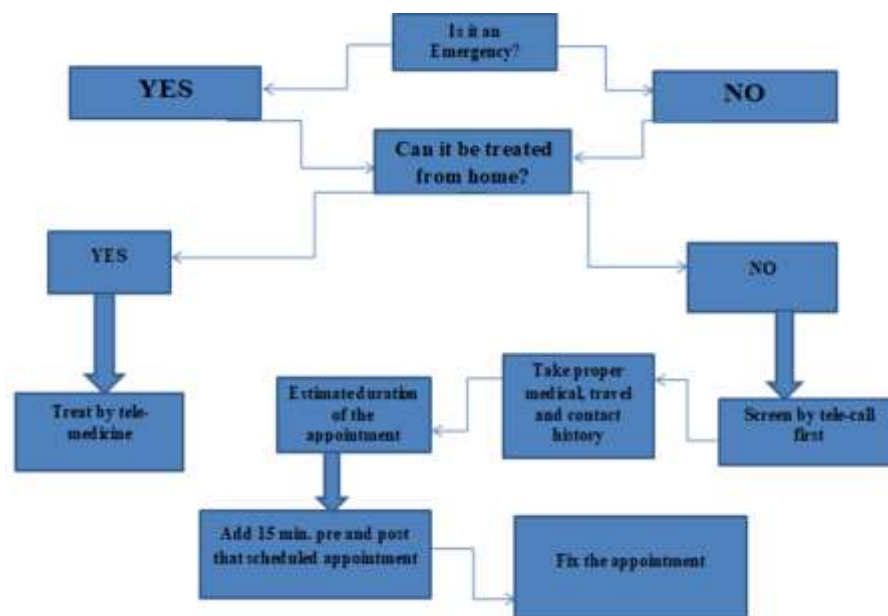 Is it an
Emergency?
YES
NO
Can it be treated
from home?
YES
NO
Treat by tele-
medicine
Estimated duration
of the
appointment
Take proper
medical, travel
and contact
history
Screen by tele-call
first
Add 15 min. pre and post
that scheduled appointment
Fix the appointment